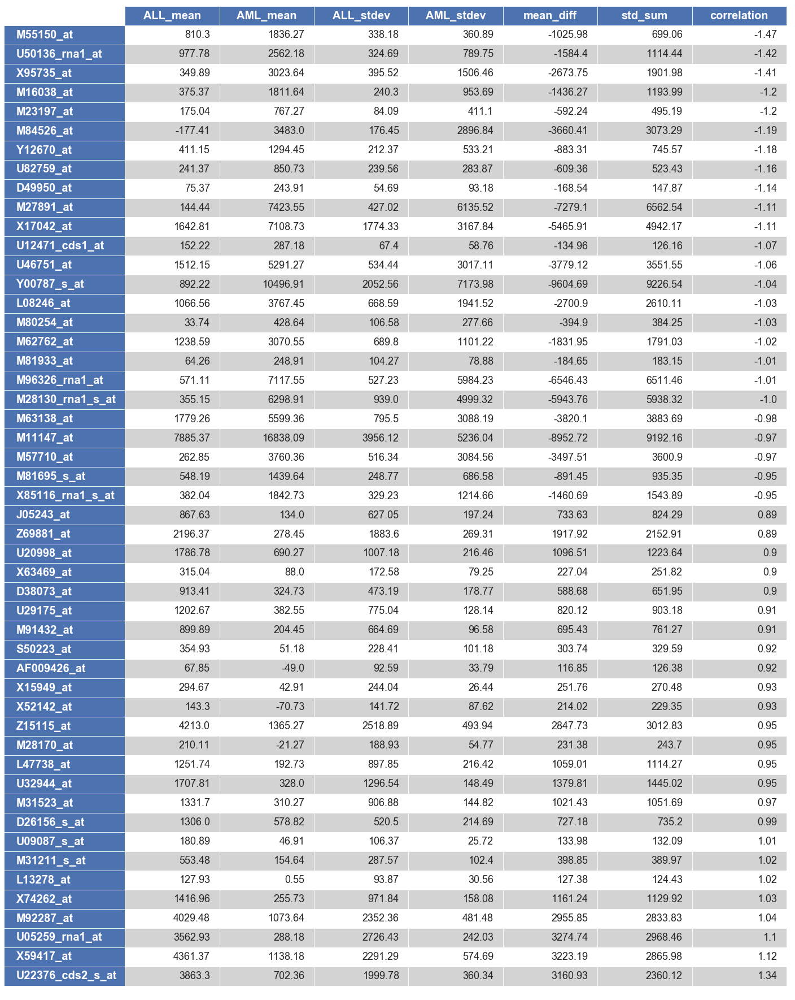 ALL_mean AML_mean ALL_stdev AML_stdev mean_diff std_sum correlation
M55150_at 810.3 1836.27 338.18 360.89 -1025.98 699.06 -1.47
U50136_rna1_at 977.78 2562.18 324.69 789.75 -1584.4 1114.44 -1.42
X95735_at 349.89 3023.64 395.52 1506.46 -2673.75 1901.98 -1.41
M16038_at 375.37 1811.64 240.3 953.69 -1436.27 1193.99 -1.2
M23197_at 175.04 767.27 84.09 411.1 -592.24 495.19 -1.2
M84526_at -177.41 3483.0 176.45 2896.84 -3660.41 3073.29 -1.19
Y12670_at 411.15 1294.45 212.37 533.21 -883.31 745.57 -1.18
U82759_at 241.37 850.73 239.56 283.87 -609.36 523.43 -1.16
D49950_at 75.37 243.91 54.69 93.18 -168.54 147.87 -1.14
M27891_at 144.44 7423.55 427.02 6135.52 -7279.1 6562.54 -1.11
X17042_at 1642.81 7108.73 1774.33 3167.84 -5465.91 4942.17 -1.11
U12471_cds1_at 152.22 287.18 67.4 58.76 -134.96 126.16 -1.07
U46751_at 1512.15 5291.27 534.44 3017.11 -3779.12 3551.55 -1.06
Y00787_s_at 892.22 10496.91 2052.56 7173.98 -9604.69 9226.54 -1.04
L08246_at 1066.56 3767.45 668.59 1941.52 -2700.9 2610.11 -1.03
M80254_at 33.74 428.64 106.58 277.66 -394.9 384.25 -1.03
M62762_at 1238.59 3070.55 689.8 1101.22 -1831.95 1791.03 -1.02
M81933_at 64.26 248.91 104.27 78.88 -184.65 183.15 -1.01
M96326_rna1_at 571.11 7117.55 527.23 5984.23 -6546.43 6511.46 -1.01
M28130_rna1_s_at 355.15 6298.91 939.0 4999.32 -5943.76 5938.32 -1.0
M63138_at 1779.26 5599.36 795.5 3088.19 -3820.1 3883.69 -0.98
M11147_at 7885.37 16838.09 3956.12 5236.04 -8952.72 9192.16 -0.97
M57710_at 262.85 3760.36 516.34 3084.56 -3497.51 3600.9 -0.97
M81695_s_at 548.19 1439.64 248.77 686.58 -891.45 935.35 -0.95
X85116_rna1_s_at 382.04 1842.73 329.23 1214.66 -1460.69 1543.89 -0.95
J05243_at 867.63 134.0 627.05 197.24 733.63 824.29 0.89
Z69881_at 2196.37 278.45 1883.6 269.31 1917.92 2152.91 0.89
U20998_at 1786.78 690.27 1007.18 216.46 1096.51 1223.64 0.9
X63469_at 315.04 88.0 172.58 79.25 227.04 251.82 0.9
D38073_at 913.41 324.73 473.19 178.77 588.68 651.95 0.9
U29175_at 1202.67 382.55 775.04 128.14 820.12 903.18 0.91
M91432_at 899.89 204.45 664.69 96.58 695.43 761.27 0.91
S50223_at 354.93 51.18 228.41 101.18 303.74 329.59 0.92
AF009426_at 67.85 -49.0 92.59 33.79 116.85 126.38 0.92
X15949_at 294.67 42.91 244.04 26.44 251.76 270.48 0.93
X52142_at 143.3 -70.73 141.72 87.62 214.02 229.35 0.93
Z15115_at 4213.0 1365.27 2518.89 493.94 2847.73 3012.83 0.95
M28170_at 210.11 -21.27 188.93 54.77 231.38 243.7 0.95
L47738_at 1251.74 192.73 897.85 216.42 1059.01 1114.27 0.95
U32944_at 1707.81 328.0 1296.54 148.49 1379.81 1445.02 0.95
M31523_at 1331.7 310.27 906.88 144.82 1021.43 1051.69 0.97
D26156_s_at 1306.0 578.82 520.5 214.69 727.18 735.2 0.99
U09087_s_at 180.89 46.91 106.37 25.72 133.98 132.09 1.01
M31211_s_at 553.48 154.64 287.57 102.4 398.85 389.97 1.02
L13278_at 127.93 0.55 93.87 30.56 127.38 124.43 1.02
X74262_at 1416.96 255.73 971.84 158.08 1161.24 1129.92 1.03
M92287_at 4029.48 1073.64 2352.36 481.48 2955.85 2833.83 1.04
U05259_rna1_at 3562.93 288.18 2726.43 242.03 3274.74 2968.46 1.1
X59417_at 4361.37 1138.18 2291.29 574.69 3223.19 2865.98 1.12
U22376_cds2_s_at 3863.3 702.36 1999.78 360.34 3160.93 2360.12 1.34